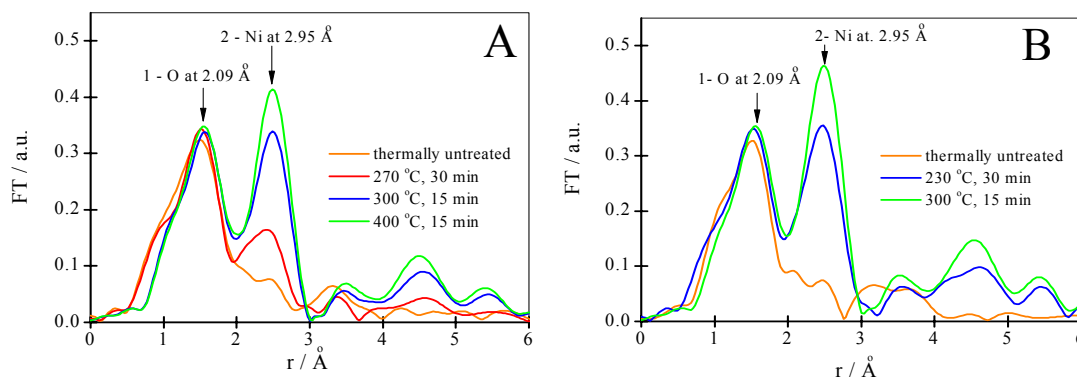 A
2 - Ni at 2.95 Å
1- O at 2.09 Å
FT / a.u.
0.5
0.4
0.3
0.2
0.1
0.0
thermally untreated
270 °C, 30 min
300 °C, 15 min
400 °C, 15 min
0 1 2 3 4 5 6
r / Å
B
2- Ni at. 2.95 Å
1- O at 2.09 Å
FT / a.u.
0.5
0.4
0.3
0.2
0.1
0.0
thermally untreated
230 °C, 30 min
300 °C, 15 min
0 1 2 3 4 5 6
r / Å